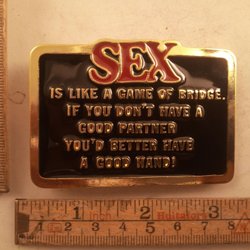 SEX
IS LIKE A GAME OF BRIDGE.
IF YOU DON'T HAVE A
GOOD PARTNER
YOU'D BETTER HAVE
A GOOD HAND!
1 2 3